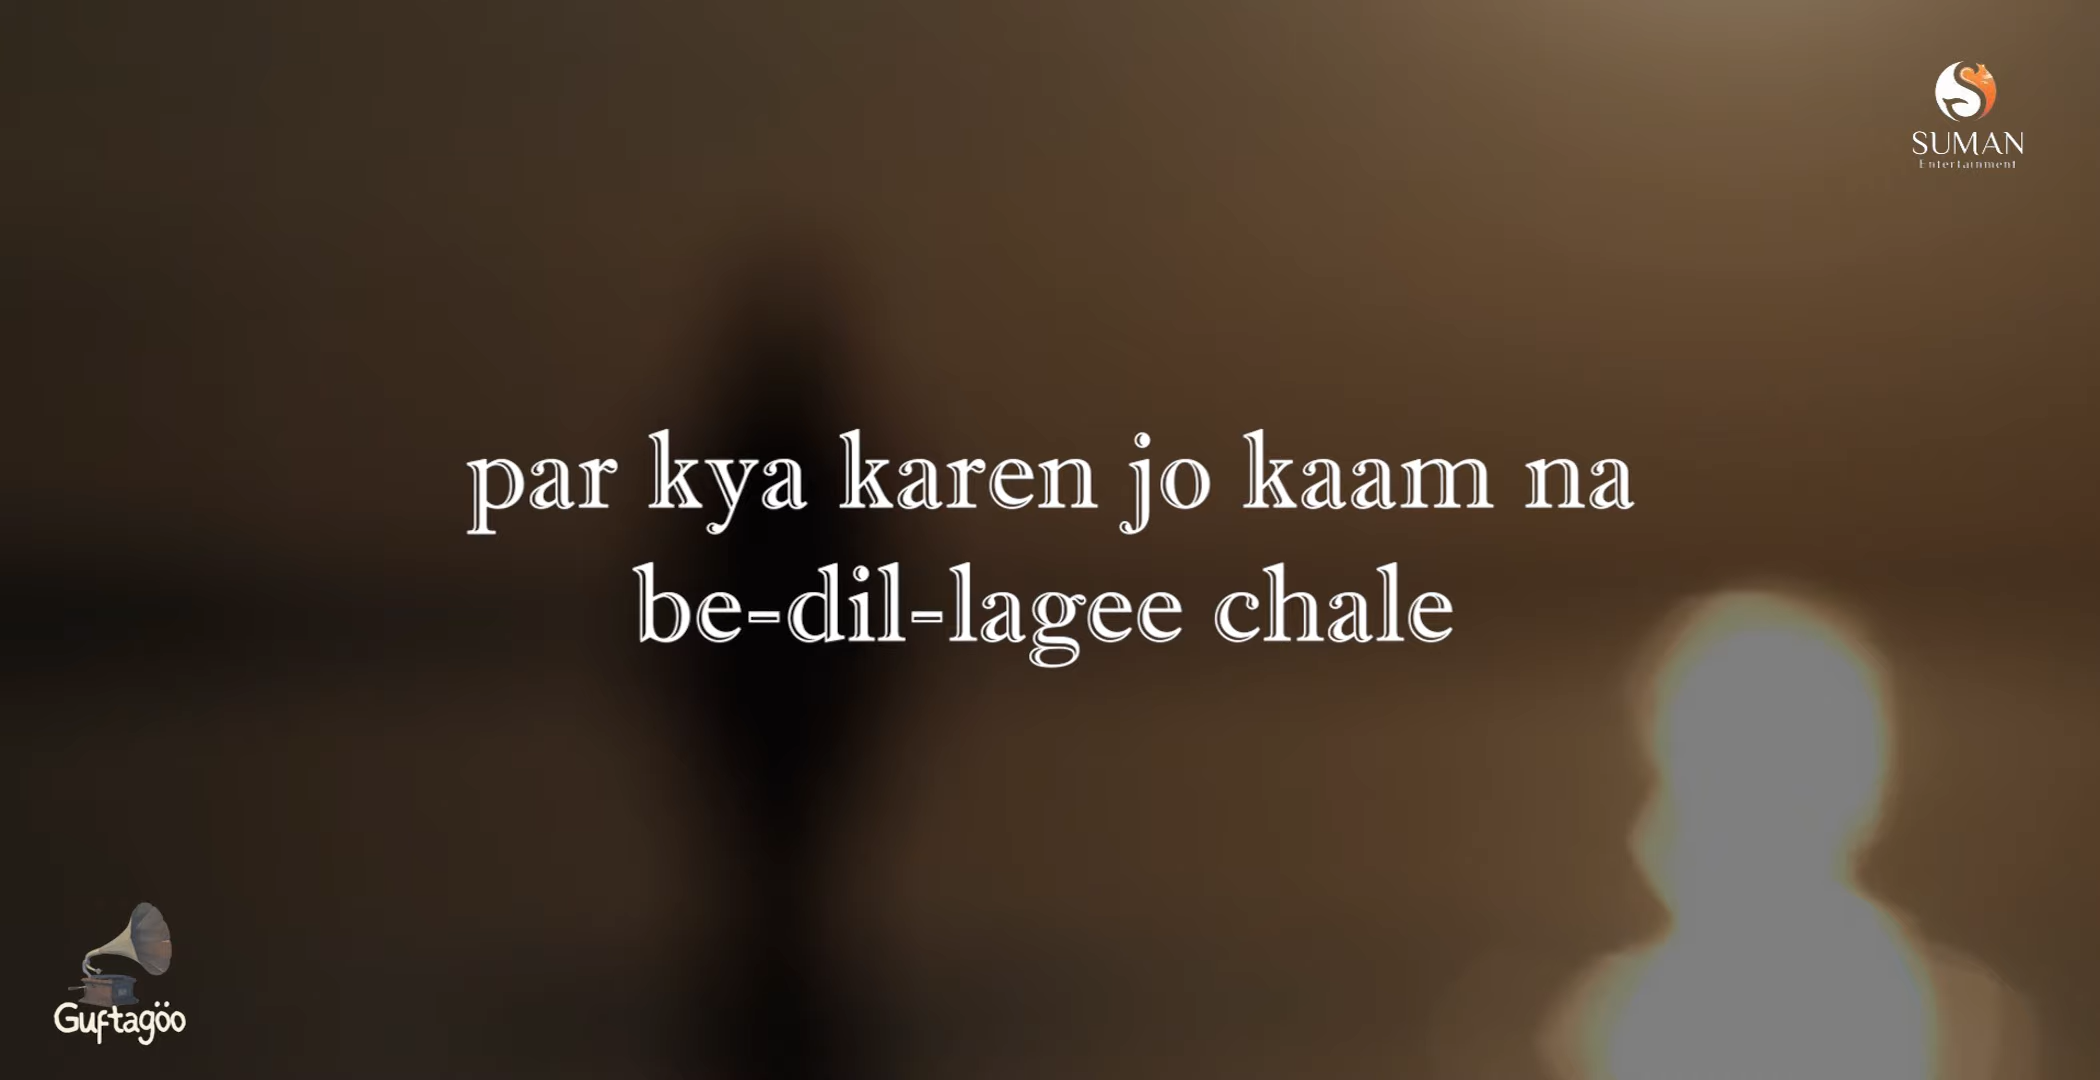 SUMAN
Entertainment
par kya karen jo kaam na
be-dil-lagee chale
Guftagöo